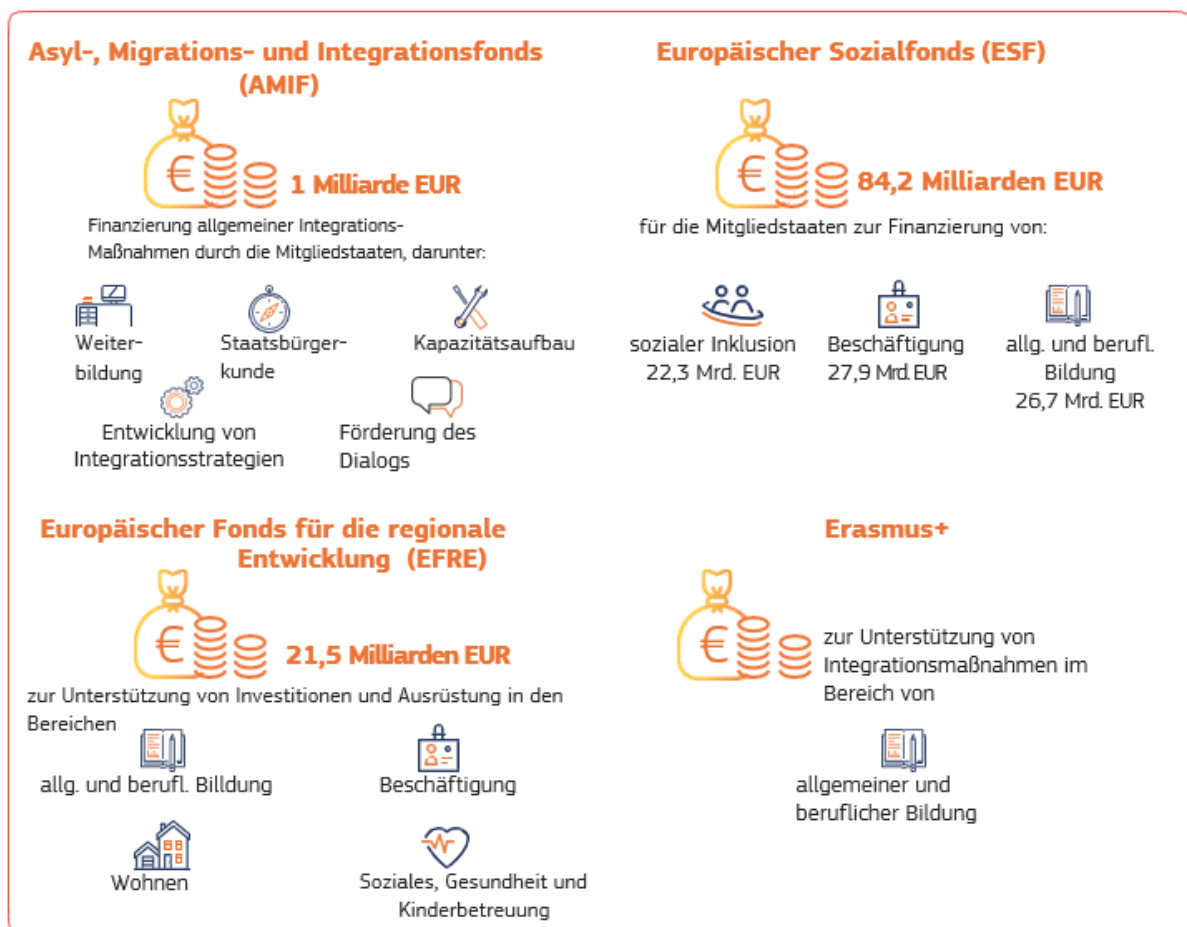 Asyl-, Migrations- und Integrationsfonds
(AMIF)
€
1 Milliarde EUR
Finanzierung allgemeiner Integrations-
Maßnahmen durch die Mitgliedstaaten, darunter:
Weiter-
bildung
Staatsbürger-
kunde
Kapazitätsaufbau
Entwicklung von
Integrationsstrategien
Förderung des
Dialogs
Europäischer Sozialfonds (ESF)
€
84,2 Milliarden EUR
für die Mitgliedstaaten zur Finanzierung von:
sozialer Inklusion
22,3 Mrd. EUR
Beschäftigung
27,9 Mrd. EUR
allg. und berufl.
Bildung
26,7 Mrd. EUR
Europäischer Fonds für die regionale
Entwicklung (EFRE)
€
21,5 Milliarden EUR
zur Unterstützung von Investitionen und Ausrüstung in den
Bereichen
allg. und berufl. Billdung
Beschäftigung
Wohnen
Soziales, Gesundheit und
Kinderbetreuung
Erasmus+
€
zur Unterstützung von
Integrationsmaßnahmen im
Bereich von
allgemeiner und
beruflicher Bildung